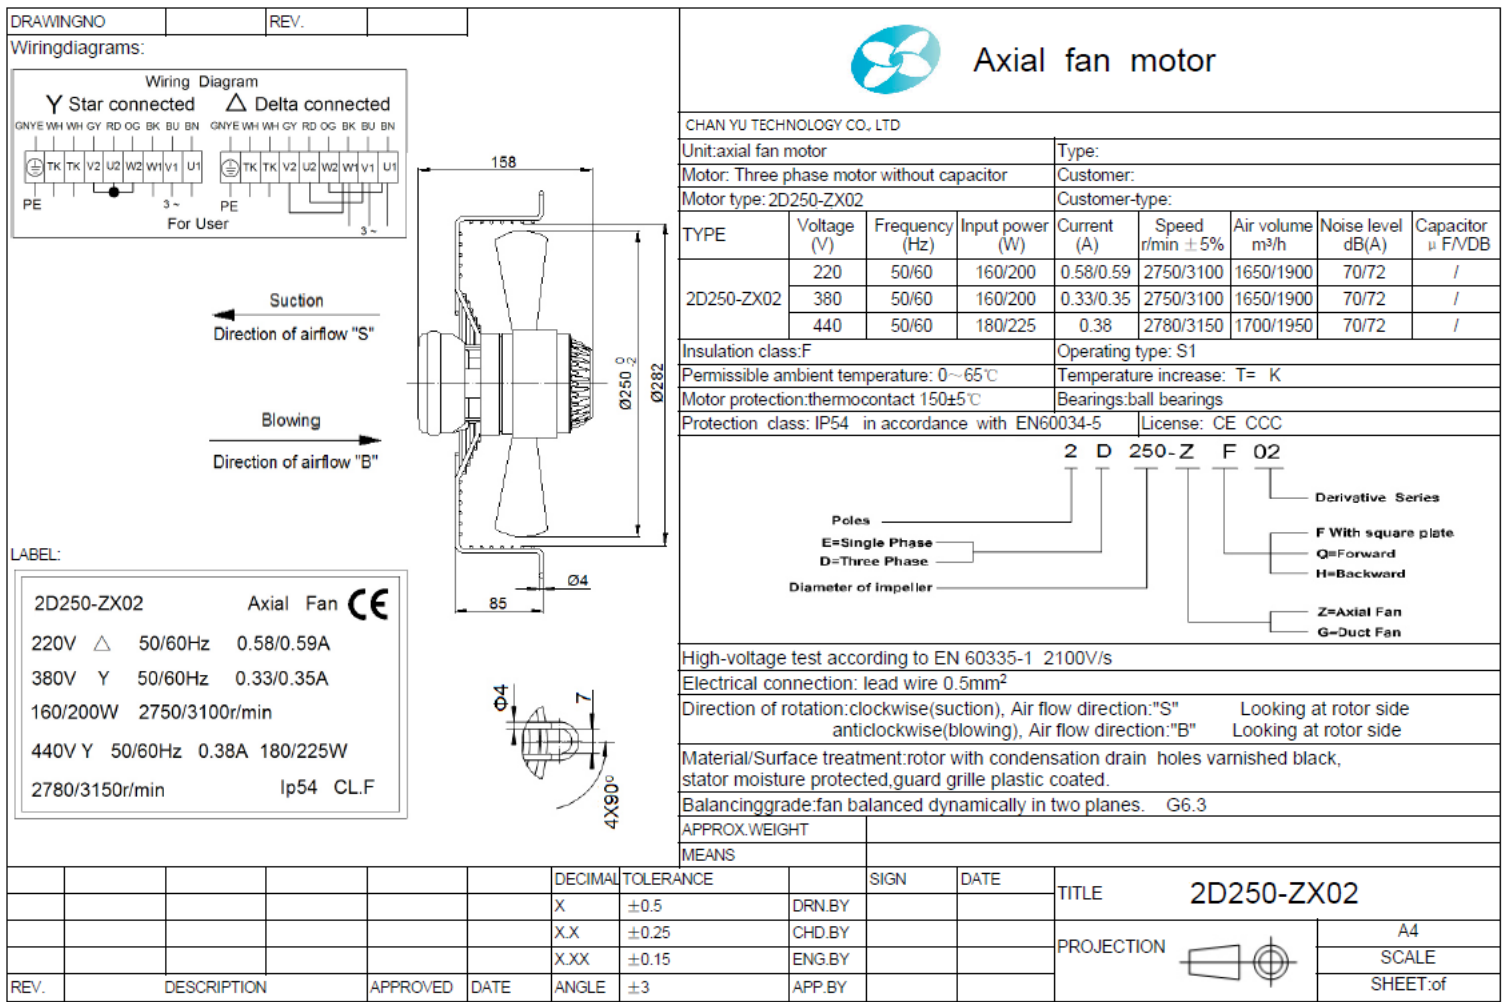 DRAWINGNO REV.
Wiringdiagrams:
Wiring Diagram
Y Star connected △ Delta connected
GNYE WH WH GY RD OG BK BU BN GNYE WH WH GY RD OG BK BU BN
TK TK V2 U2 W2 W1 V1 U1 TK TK V2 U2 W2 W1 V1 U1
PE 3~ PE 3~
For User
Suction
Direction of airflow "S"
Blowing
Direction of airflow "B"
158
Ø250 0 -2
Ø282
Ø4
85
Φ4
7
4X90°
LABEL:
2D250-ZX02 Axial Fan CE
220V △ 50/60Hz 0.58/0.59A
380V Y 50/60Hz 0.33/0.35A
160/200W 2750/3100r/min
440V Y 50/60Hz 0.38A 180/225W
2780/3150r/min Ip54 CL.F
Axial fan motor
CHAN YU TECHNOLOGY CO., LTD
Unit:axial fan motor Type:
Motor: Three phase motor without capacitor Customer:
Motor type: 2D250-ZX02 Customer-type:
TYPE Voltage (V) Frequency (Hz) Input power (W) Current (A) Speed r/min ±5% Air volume m³/h Noise level dB(A) Capacitor μ F/VDB
220 50/60 160/200 0.58/0.59 2750/3100 1650/1900 70/72 /
2D250-ZX02 380 50/60 160/200 0.33/0.35 2750/3100 1650/1900 70/72 /
440 50/60 180/225 0.38 2780/3150 1700/1950 70/72 /
Insulation class:F Operating type: S1
Permissible ambient temperature: 0~65℃ Temperature increase: T= K
Motor protection:thermocontact 150±5℃ Bearings:ball bearings
Protection class: IP54 in accordance with EN60034-5 License: CE CCC
2 D 250-Z F 02
Derivative Series
Poles
F With square plate
E=Single Phase
Q=Forward
D=Three Phase
H=Backward
Diameter of impeller
Z=Axial Fan
G=Duct Fan
High-voltage test according to EN 60335-1 2100V/s
Electrical connection: lead wire 0.5mm²
Direction of rotation:clockwise(suction), Air flow direction:"S" Looking at rotor side
anticlockwise(blowing), Air flow direction:"B" Looking at rotor side
Material/Surface treatment:rotor with condensation drain holes varnished black,
stator moisture protected,guard grille plastic coated.
Balancinggrade:fan balanced dynamically in two planes. G6.3
APPROX.WEIGHT
MEANS
DECIMAL TOLERANCE SIGN DATE
X ±0.5 DRN.BY
X.X ±0.25 CHD.BY
X.XX ±0.15 ENG.BY
REV. DESCRIPTION APPROVED DATE ANGLE ±3 APP.BY
TITLE 2D250-ZX02
PROJECTION
A4
SCALE
SHEET:of